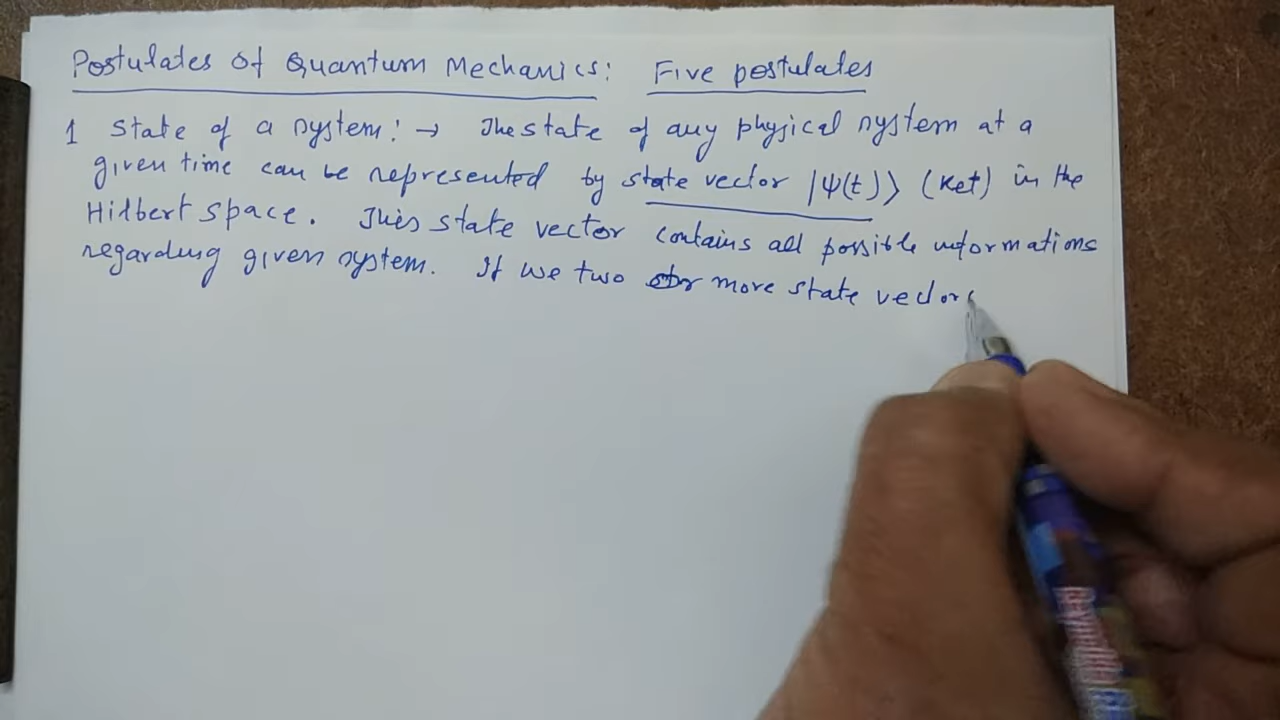 Postulates of Quantum Mechanics: Five postulates
1 State of a system: → The state of any physical system at a
given time can be represented by state vector |ψ(t)⟩ (Ket) in the
Hilbert space. This state vector contains all possible informations
regarding given system. If we two or more state vectors